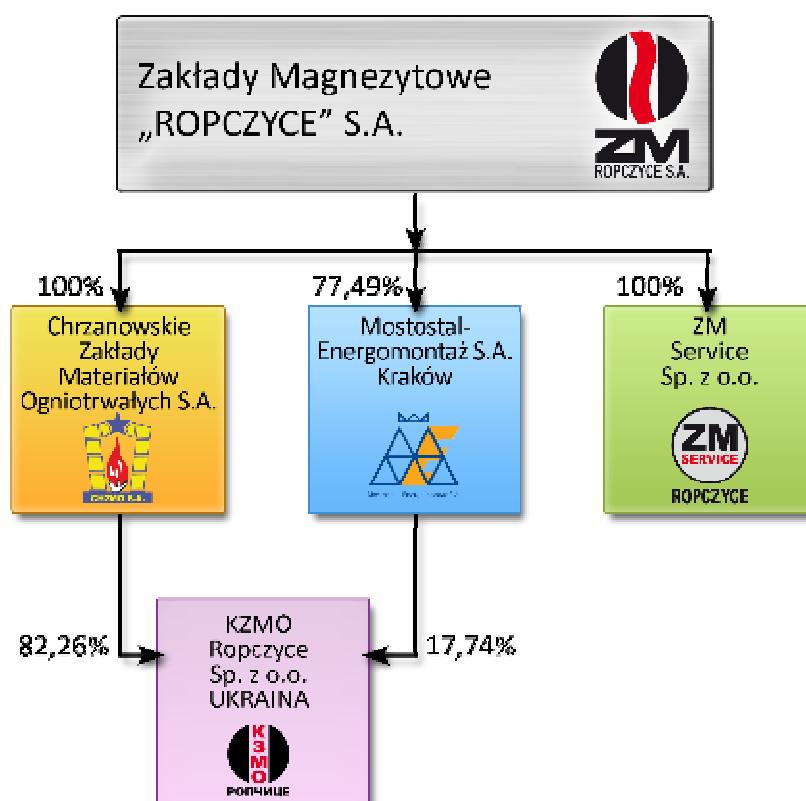 Zakłady Magnezytowe
„ROPCZYCE” S.A.
ZM
ROPCZYCE S.A.
100%
77,49%
100%
Chrzanowskie
Zakłady
Materiałów
Ogniotrwałych S.A.
CHZMO S.A.
Mostostal-
Energomontaż S.A.
Kraków
ZM
Service
Sp. z o.o.
ZM
SERVICE
ROPCZYCE
82,26%
17,74%
KZMO
Ropczyce
Sp. z o.o.
UKRAINA
КЗМО
РОПЧИЦЕ